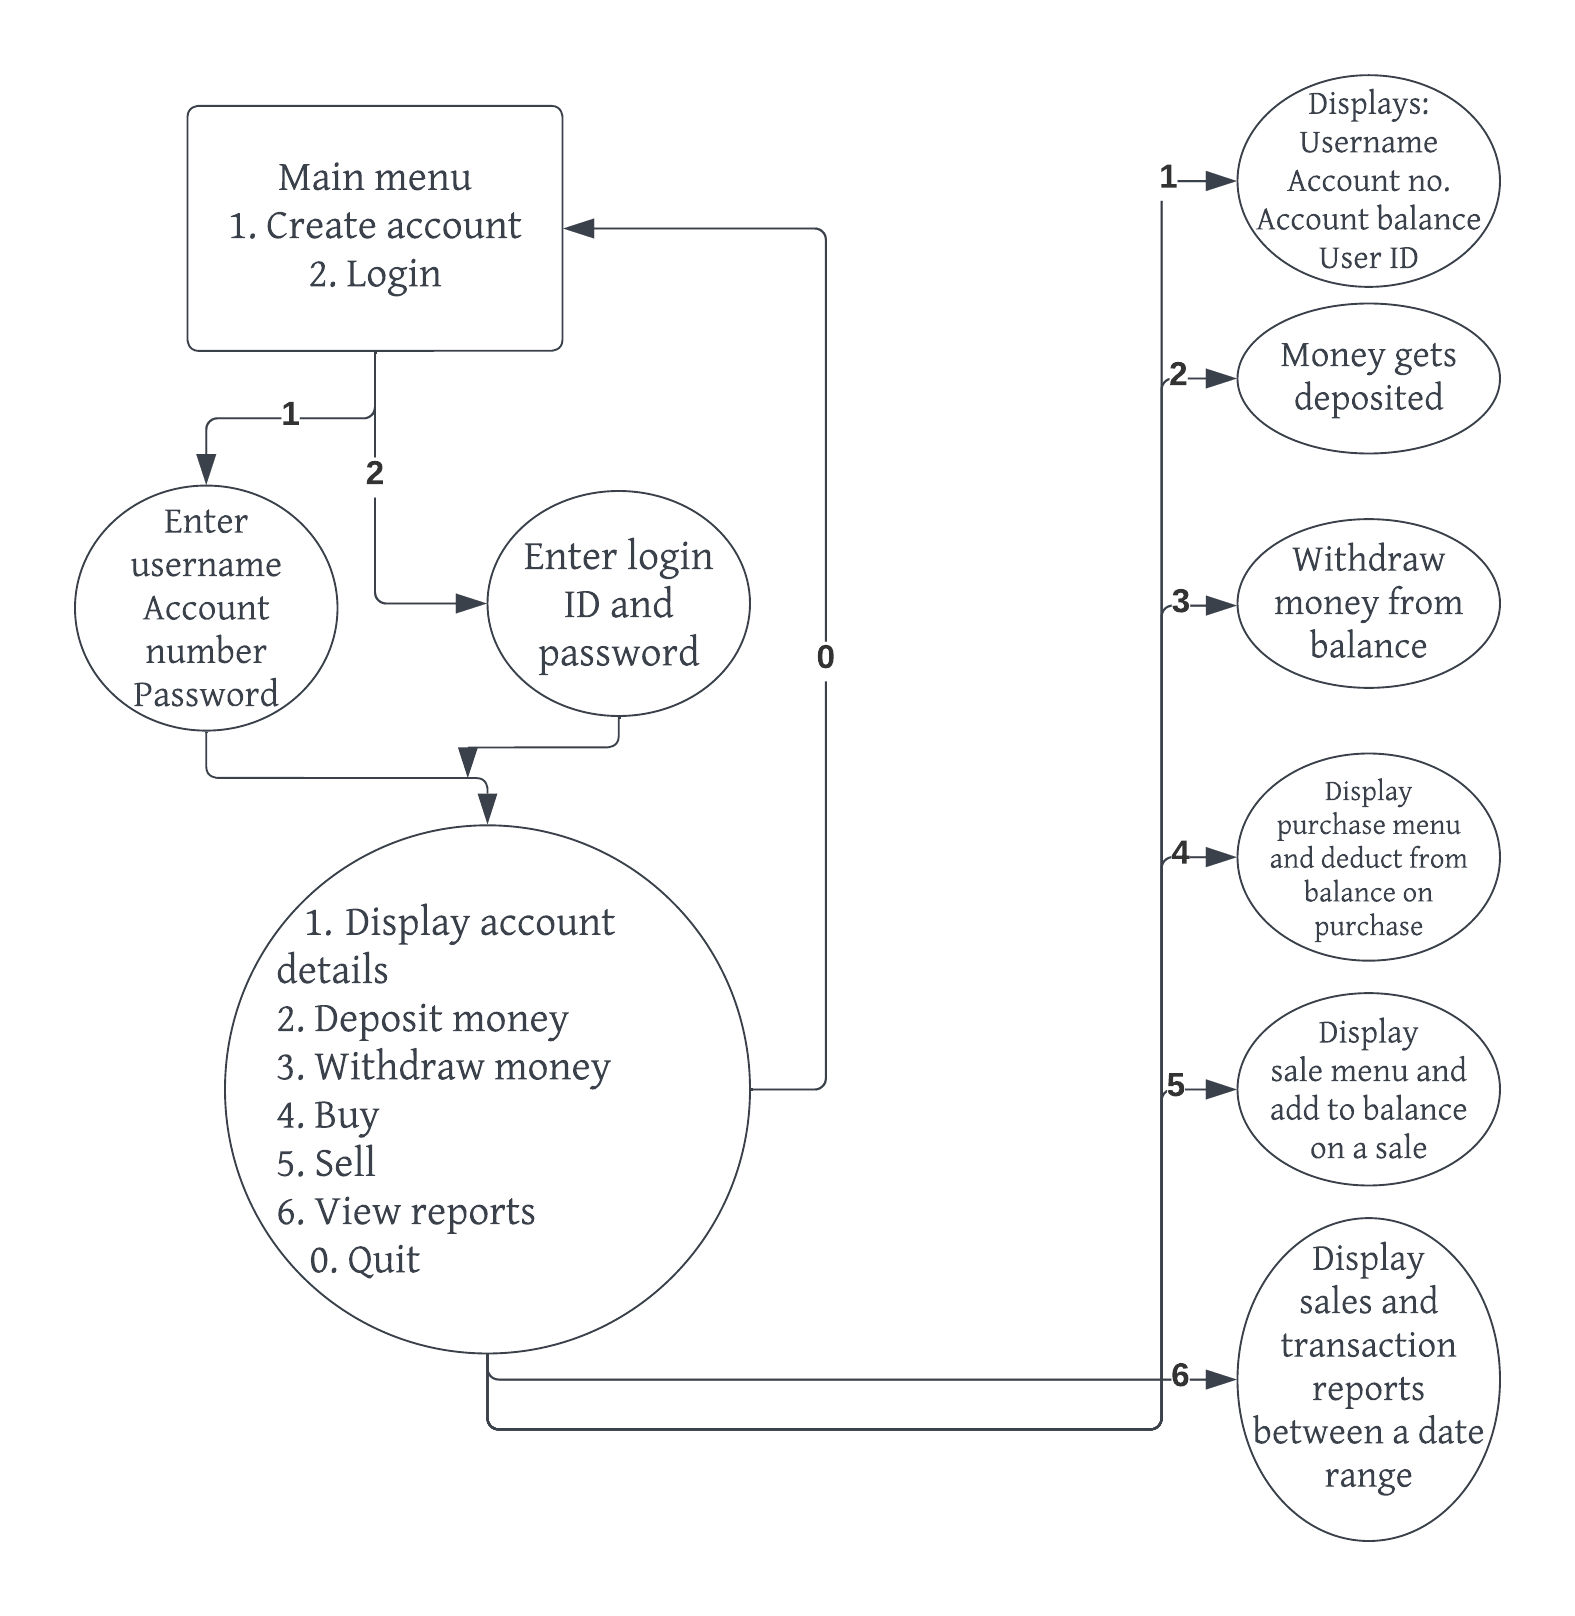 Main menu
1. Create account
2. Login
1
2
Enter
username
Account
number
Password
Enter login
ID and
password
0
1. Display account
details
2. Deposit money
3. Withdraw money
4. Buy
5. Sell
6. View reports
0. Quit
1
Displays:
Username
Account no.
Account balance
User ID
2
Money gets
deposited
3
Withdraw
money from
balance
4
Display
purchase menu
and deduct from
balance on
purchase
5
Display
sale menu and
add to balance
on a sale
6
Display
sales and
transaction
reports
between a date
range